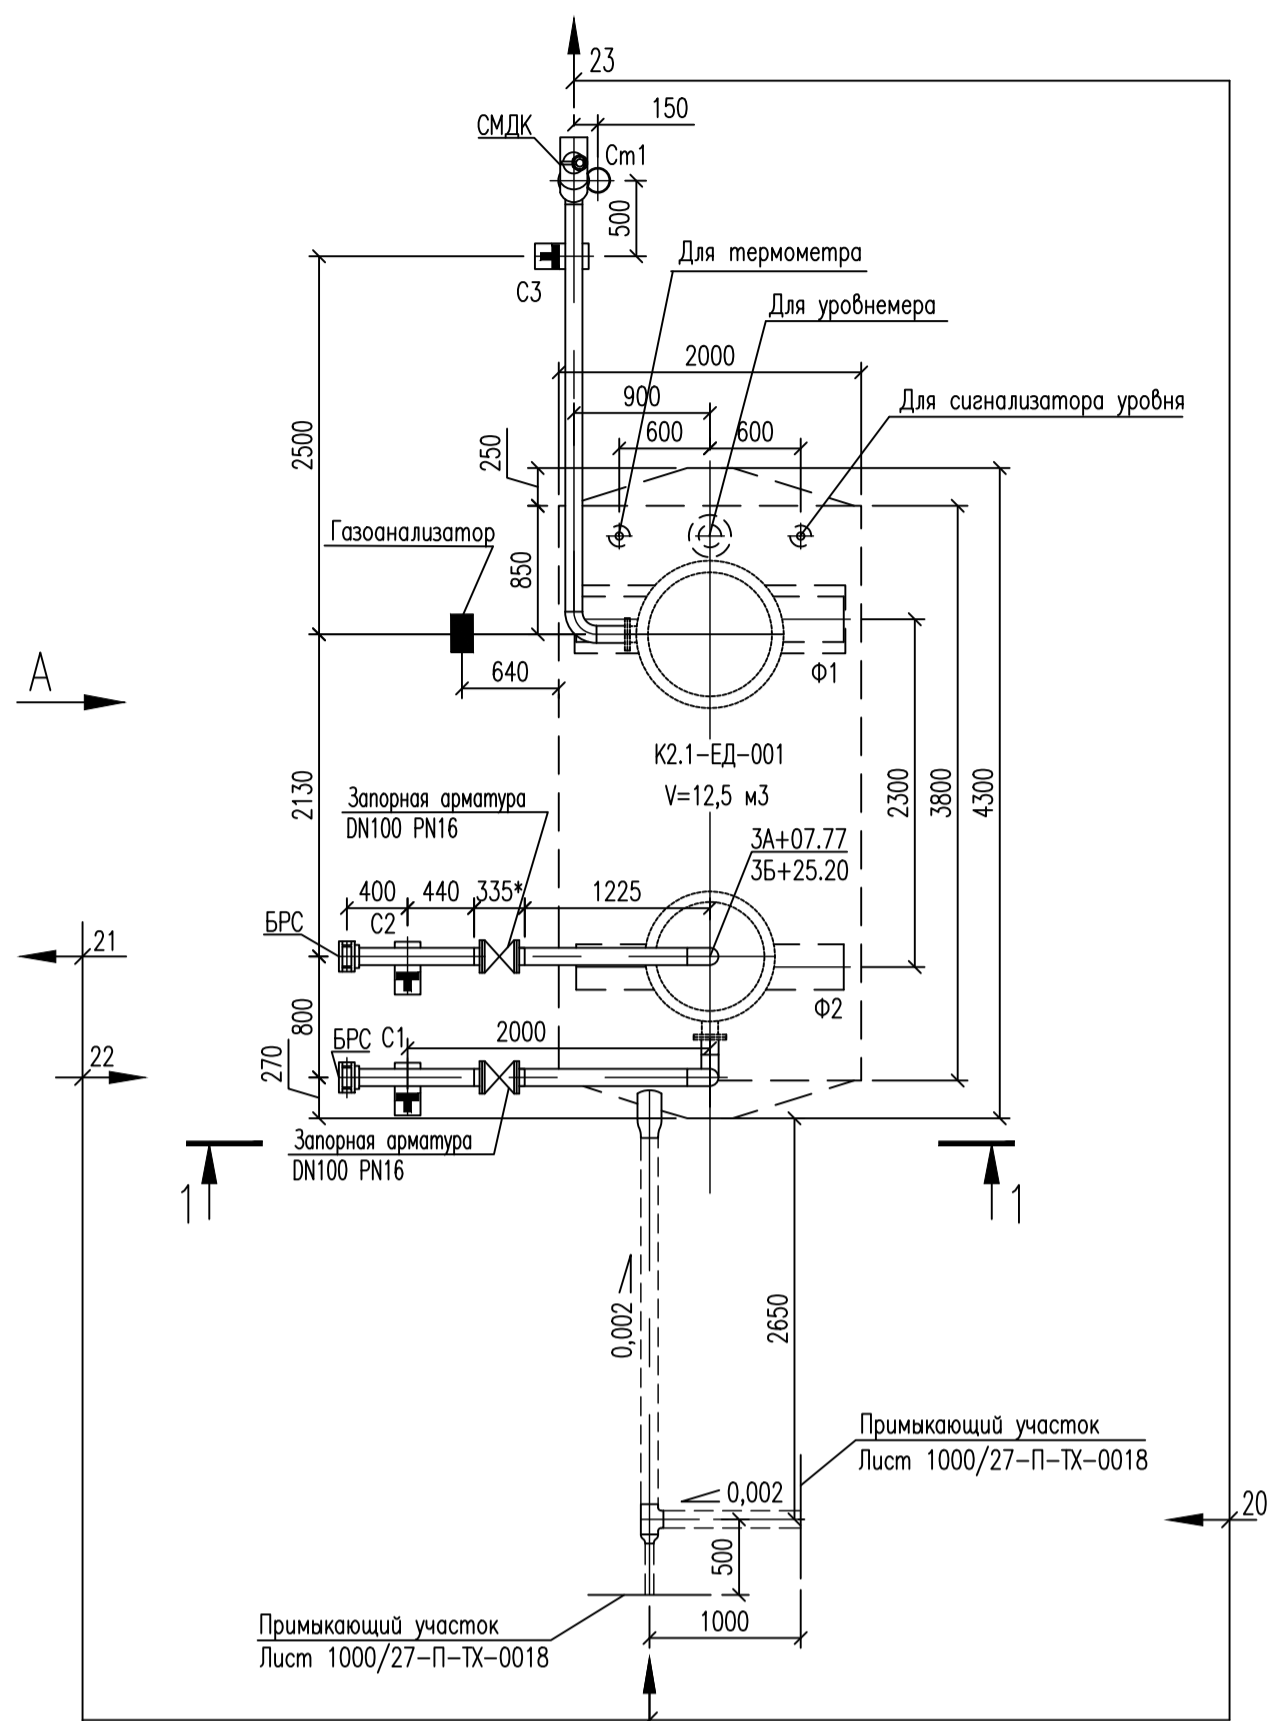 23
150
СМДК
Ст1
500
С3
Для термометра
Для уровнемера
2000
900
Для сигнализатора уровня
600
600
250
2500
Газоанализатор
850
640
А
Ф1
К2.1-ЕД-001
V=12,5 м3
2130
2300
3800
4300
Запорная арматура
DN100 PN16
3А+07.77
3Б+25.20
400
440
335*
1225
С2
БРС
21
Ф2
800
БРС
С1
2000
22
270
Запорная арматура
DN100 PN16
1
1
0,002
2650
Примыкающий участок
Лист 1000/27-П-ТХ-0018
0,002
20
500
1000
Примыкающий участок
Лист 1000/27-П-ТХ-0018